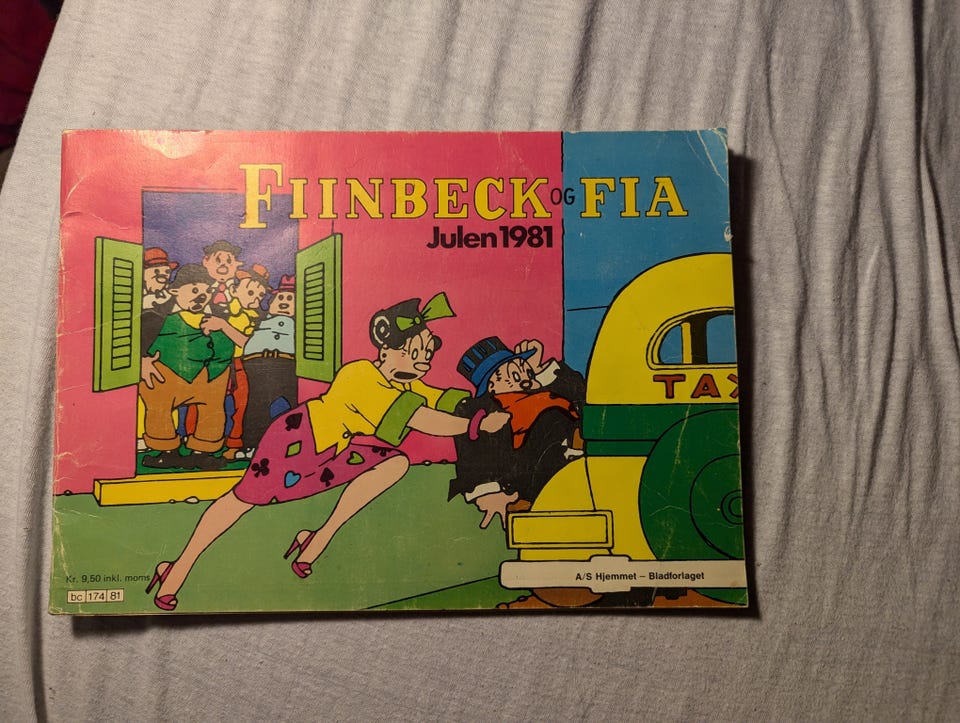 FIINBECK OG FIA
Julen 1981
TAX
Kr. 9,50 inkl. moms
bc 174 81
A/S Hjemmet – Bladforlaget